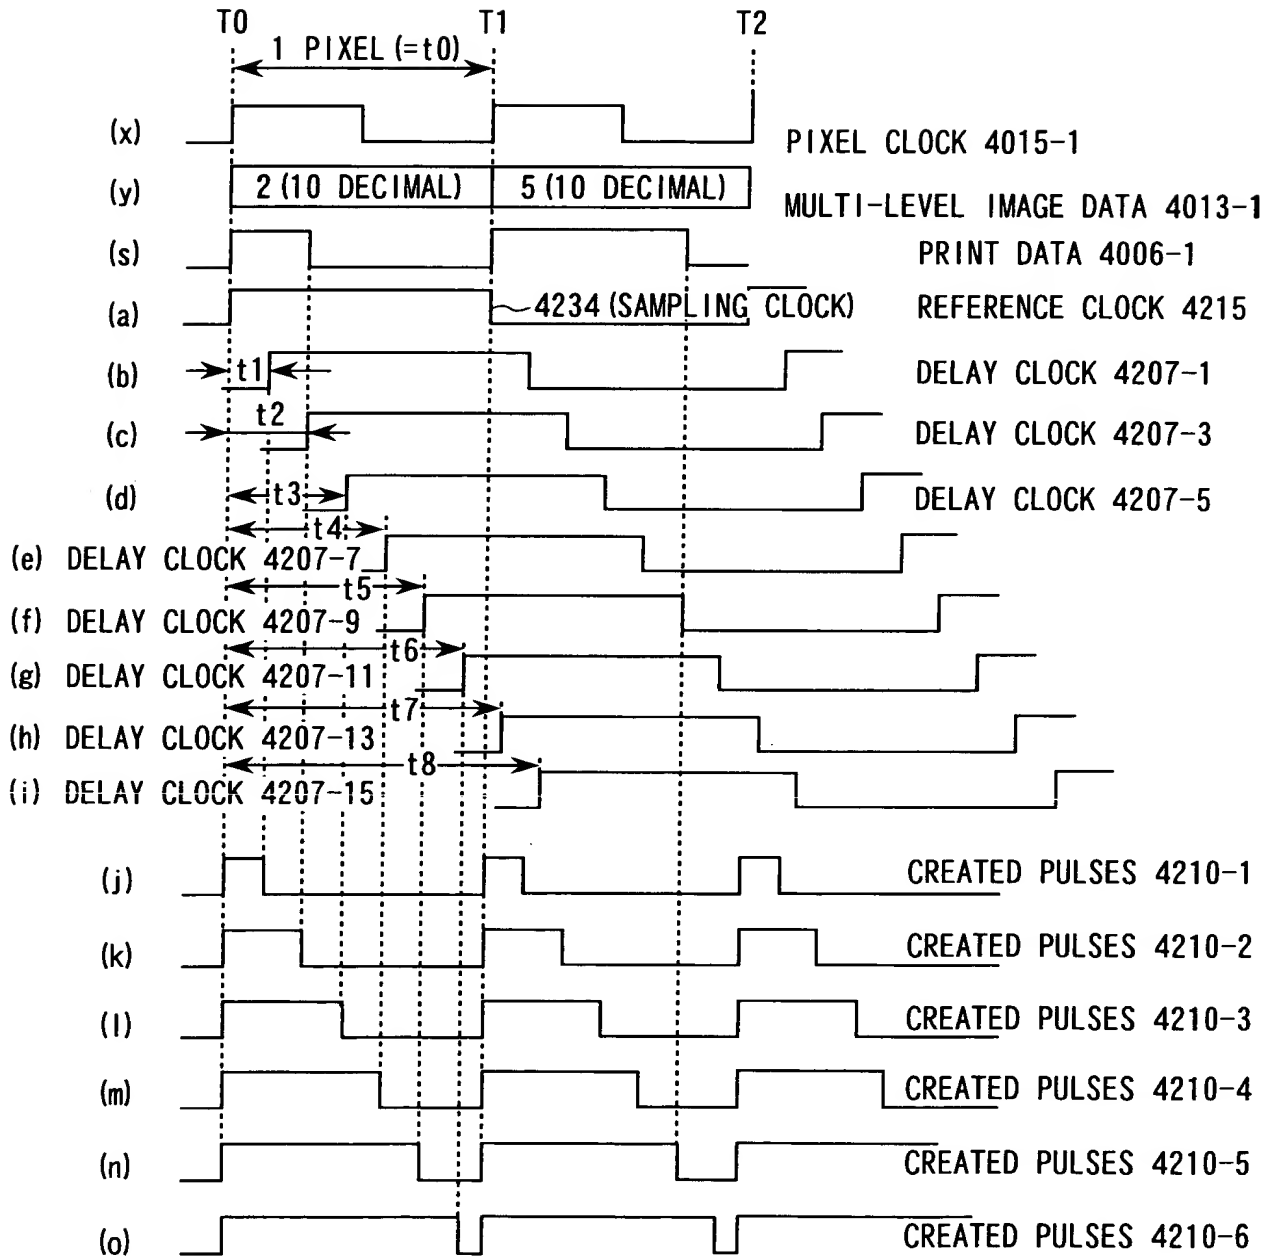 T0 T1 T2
1 PIXEL (=t0)
(x) PIXEL CLOCK 4015-1
(y) 2 (10 DECIMAL) 5 (10 DECIMAL) MULTI-LEVEL IMAGE DATA 4013-1
(s) PRINT DATA 4006-1
(a) 4234 (SAMPLING CLOCK) REFERENCE CLOCK 4215
(b) t1 DELAY CLOCK 4207-1
t2
(c) DELAY CLOCK 4207-3
(d) t3 DELAY CLOCK 4207-5
t4
(e) DELAY CLOCK 4207-7
t5
(f) DELAY CLOCK 4207-9
t6
(g) DELAY CLOCK 4207-11
t7
(h) DELAY CLOCK 4207-13
t8
(i) DELAY CLOCK 4207-15
(j) CREATED PULSES 4210-1
(k) CREATED PULSES 4210-2
(l) CREATED PULSES 4210-3
(m) CREATED PULSES 4210-4
(n) CREATED PULSES 4210-5
(o) CREATED PULSES 4210-6